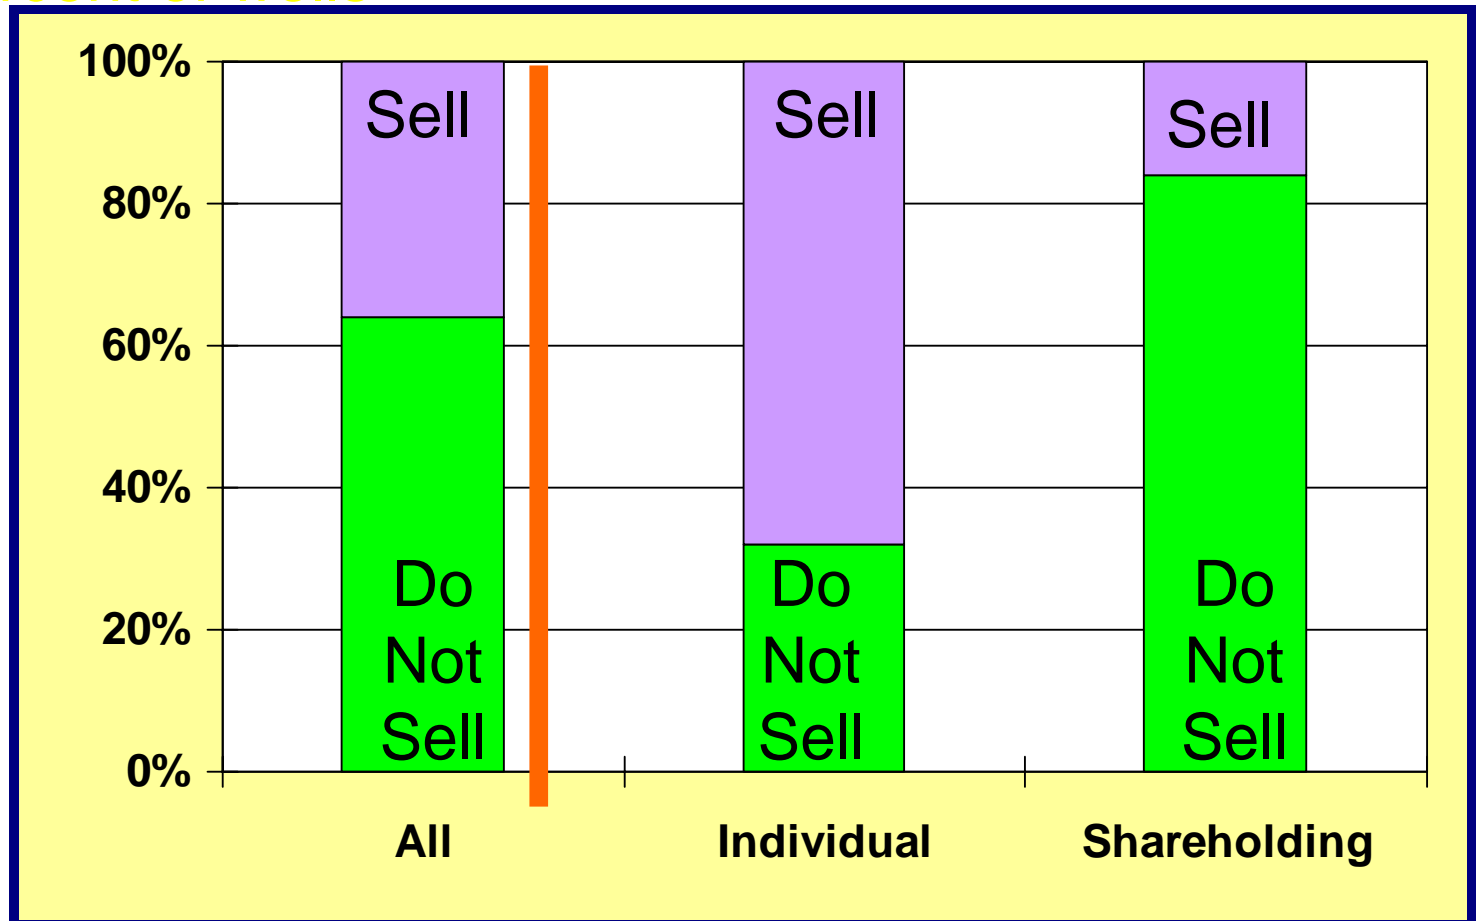 100%
80%
60%
40%
20%
0%
Sell
Do
Not
Sell
Sell
Do
Not
Sell
Sell
Do
Not
Sell
All
Individual
Shareholding